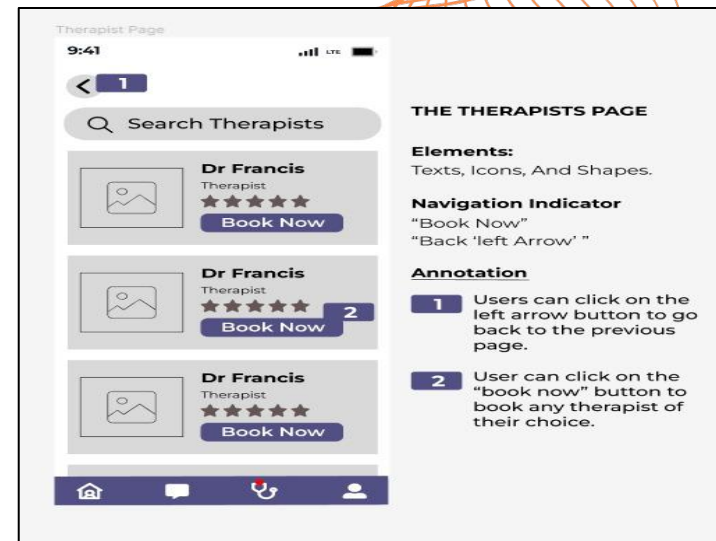 Therapist Page
9:41
LTE
1
Search Therapists
Dr Francis
Therapist
Book Now
Dr Francis
Therapist
2
Book Now
Dr Francis
Therapist
Book Now
THE THERAPISTS PAGE
Elements:
Texts, Icons, And Shapes.
Navigation Indicator
“Book Now”
“Back ‘left Arrow’ ”
Annotation
1
Users can click on the
left arrow button to go
back to the previous
page.
2
User can click on the
“book now” button to
book any therapist of
their choice.